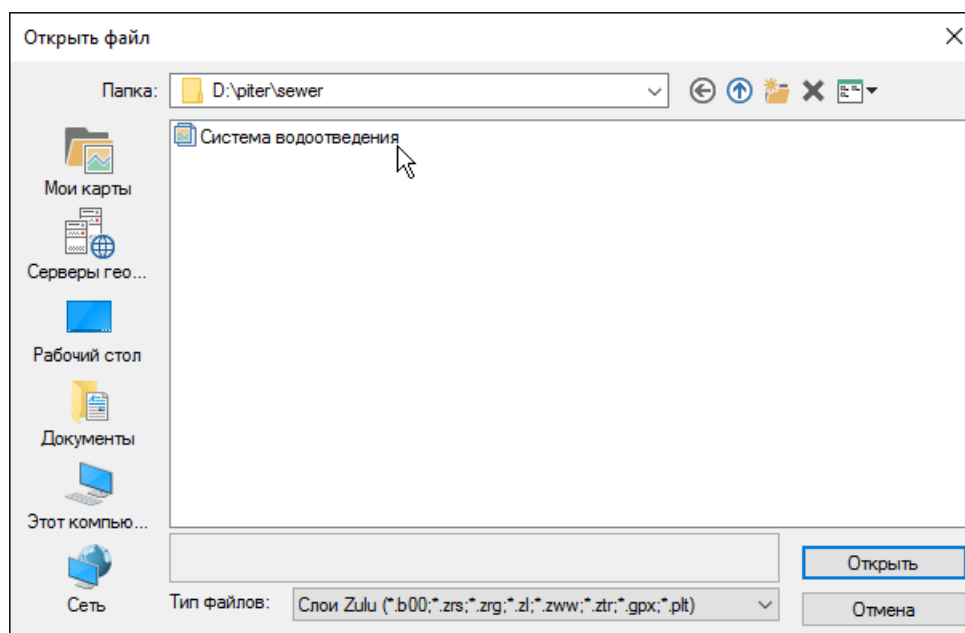 Открыть файл
Папка: D:\piter\sewer
Система водоотведения
Мои карты
Серверы гео...
Рабочий стол
Документы
Этот компью...
Сеть
Открыть
Тип файлов: Слои Zulu (*.b00;*.zrs;*.zrg;*.zl;*.zww;*.ztr;*.gpx;*.plt)
Отмена